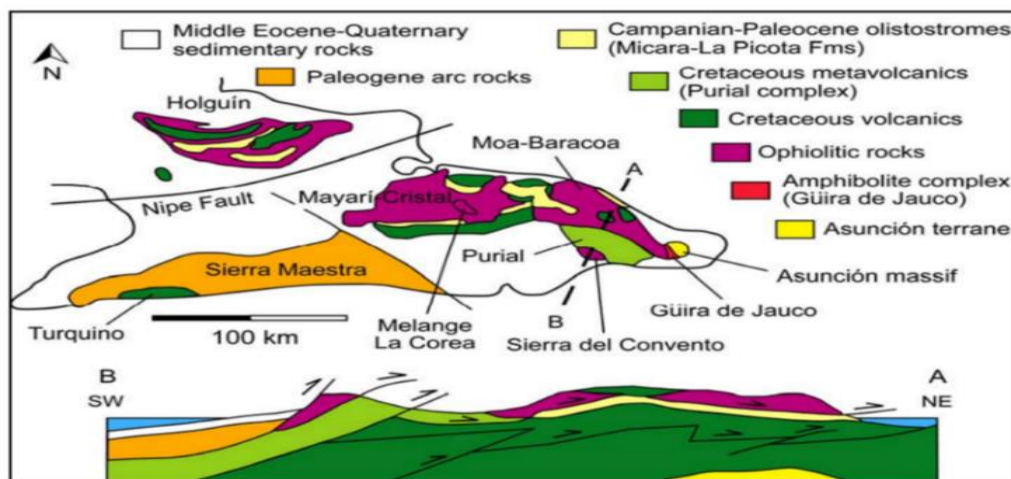 Middle Eocene-Quaternary
sedimentary rocks
Campanian-Paleocene olistostromes
(Micara-La Picota Fms)
N
Paleogene arc rocks
Cretaceous metavolcanics
(Purial complex)
Holguín
Cretaceous volcanics
Moa-Baracoa
Ophiolitic rocks
A
Mayarí-Cristal
Amphibolite complex
(Güira de Jauco)
Nipe Fault
Asunción terrane
Purial
Sierra Maestra
Asunción massif
Turquino
B
Güira de Jauco
100 km
Melange
La Corea
Sierra del Convento
B
SW
A
NE